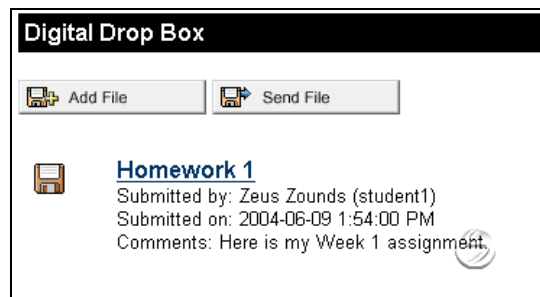 Digital Drop Box
Add File
Send File
Homework 1
Submitted by: Zeus Zounds (student1)
Submitted on: 2004-06-09 1:54:00 PM
Comments: Here is my Week 1 assignment.